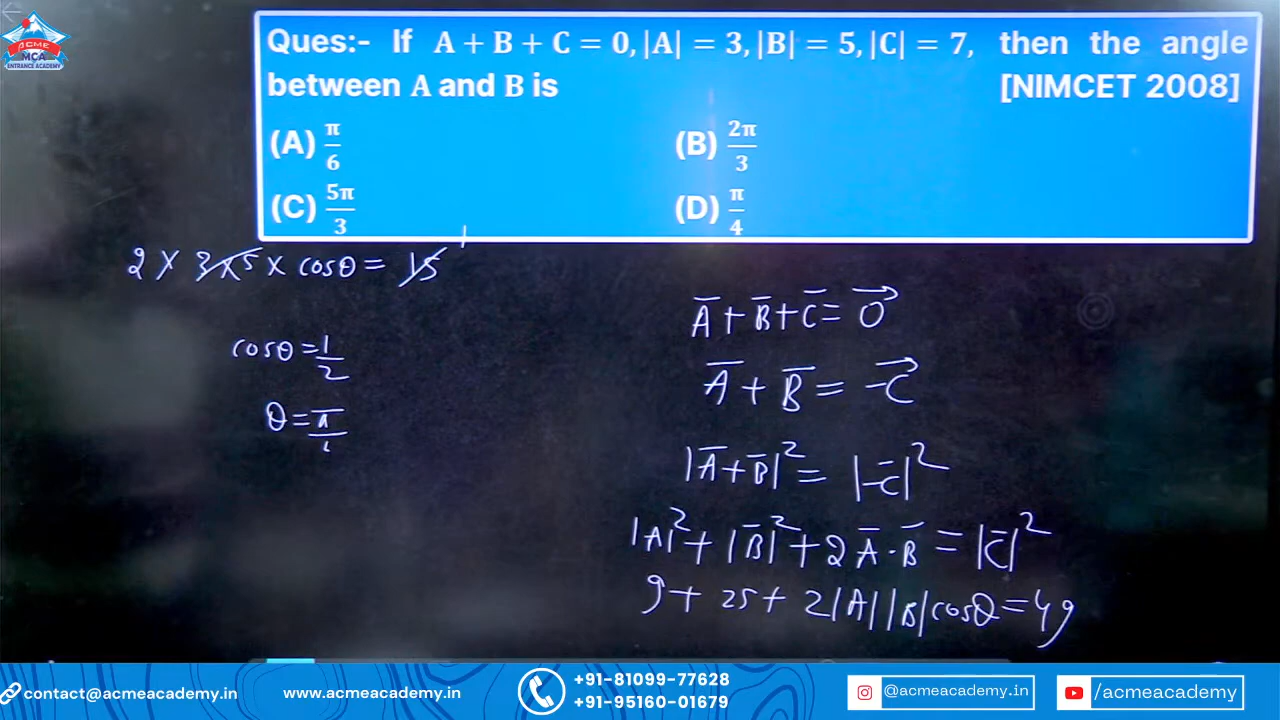 ACME
MCA
ENTRANCE ACADEMY
Ques:- If A + B + C = 0, |A| = 3, |B| = 5, |C| = 7, then the angle
between A and B is [NIMCET 2008]
(A) π/6 (B) 2π/3
(C) 5π/3 (D) π/4
2 × 3×5 × cosθ = 15 1
cosθ = 1/2
θ = π/
A̅ + B̅ + C̅ = 0⃗
A̅ + B̅ = -C⃗
|A̅ + B̅|² = |-C̅|²
|A|² + |B̅|² + 2 A̅ · B̅ = |C̅|²
9 + 25 + 2|A||B|cosθ = 49
contact@acmeacademy.in
www.acmeacademy.in
+91-81099-77628
+91-95160-01679
@acmeacademy.in
/acmeacademy